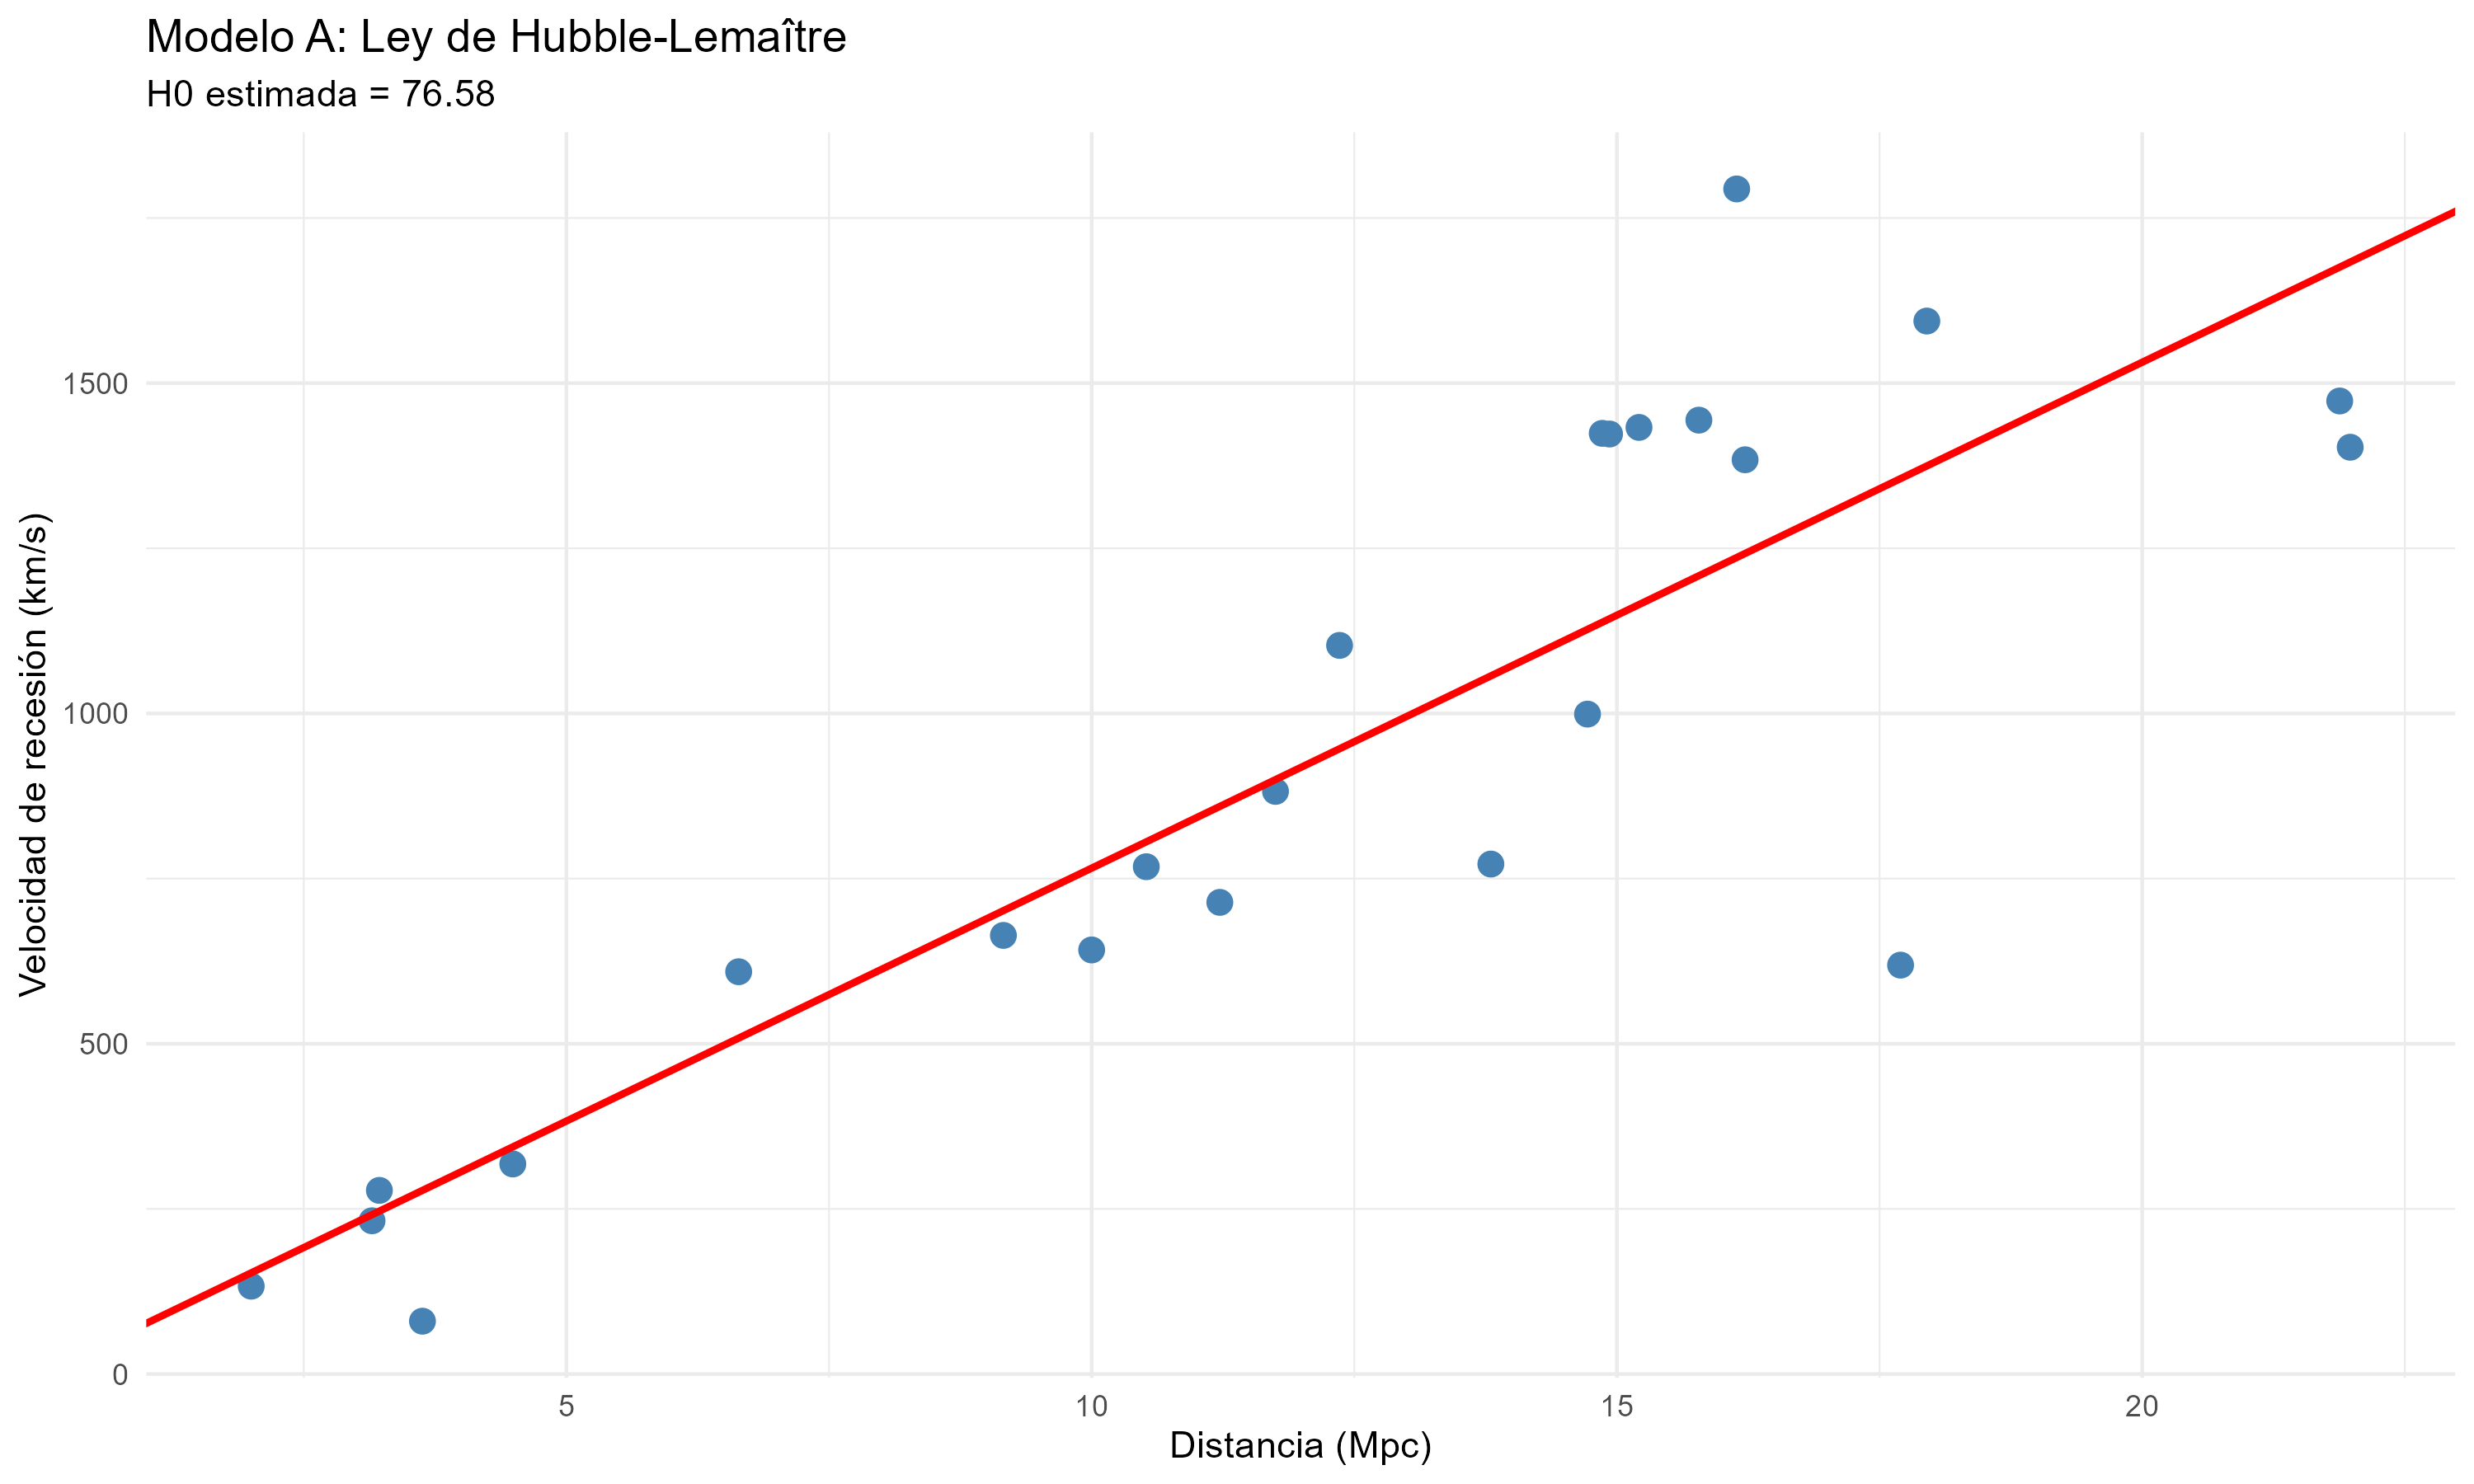 Modelo A: Ley de Hubble-Lemaître
H0 estimada = 76.58
Velocidad de recesión (km/s)
1500
1000
500
0
5 10 15 20
Distancia (Mpc)